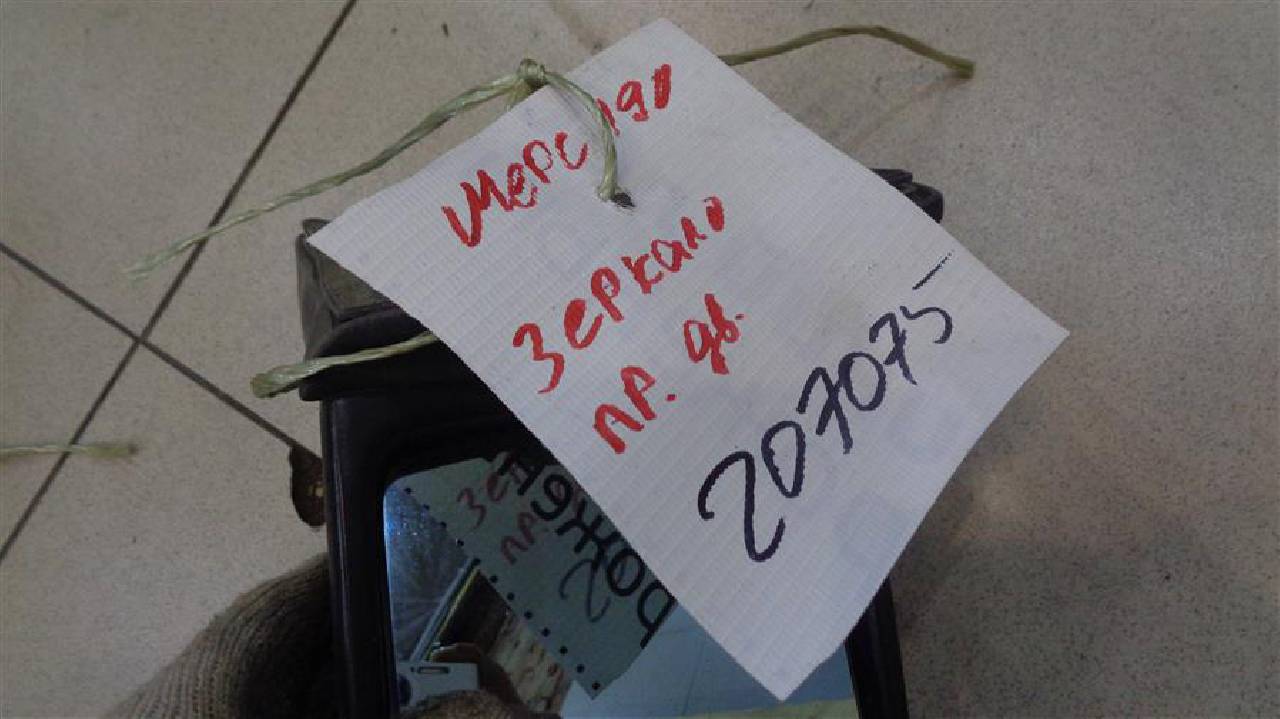 мерс 190
зеркало
пр. дв.
207075